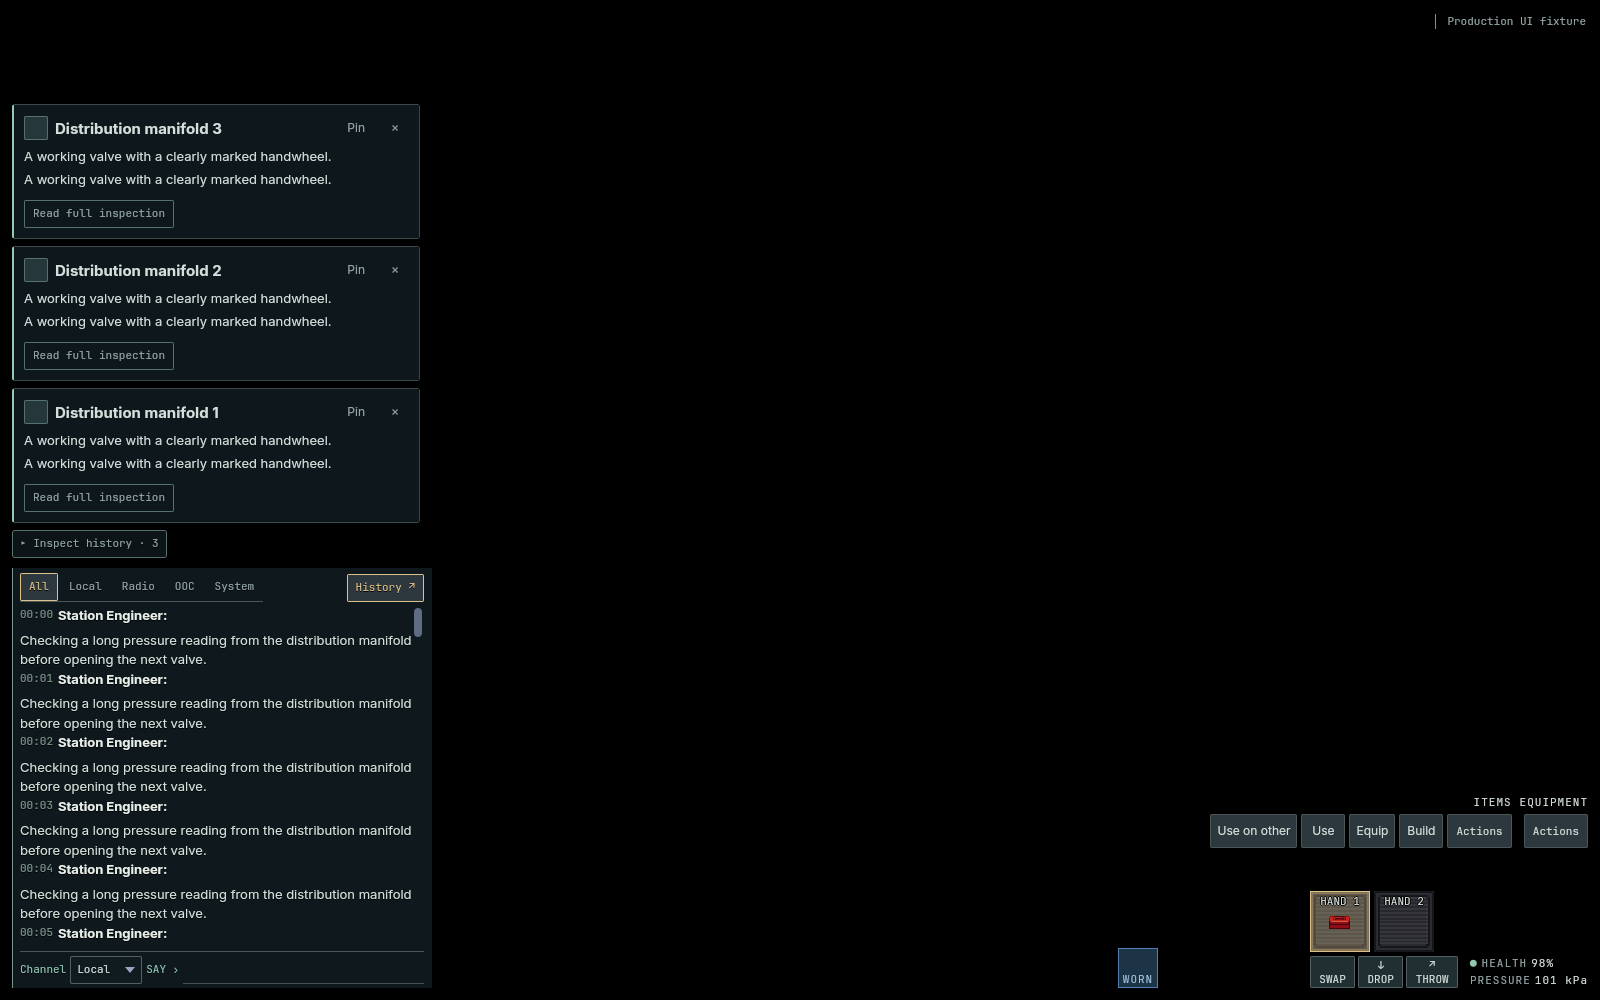 Production UI fixture
Distribution manifold 3 Pin ×
A working valve with a clearly marked handwheel.
A working valve with a clearly marked handwheel.
Read full inspection
Distribution manifold 2 Pin ×
A working valve with a clearly marked handwheel.
A working valve with a clearly marked handwheel.
Read full inspection
Distribution manifold 1 Pin ×
A working valve with a clearly marked handwheel.
A working valve with a clearly marked handwheel.
Read full inspection
▸ Inspect history · 3
All Local Radio OOC System History ↗
00:00 Station Engineer:
Checking a long pressure reading from the distribution manifold
before opening the next valve.
00:01 Station Engineer:
Checking a long pressure reading from the distribution manifold
before opening the next valve.
00:02 Station Engineer:
Checking a long pressure reading from the distribution manifold
before opening the next valve.
00:03 Station Engineer:
Checking a long pressure reading from the distribution manifold
before opening the next valve.
00:04 Station Engineer:
Checking a long pressure reading from the distribution manifold
before opening the next valve.
00:05 Station Engineer:
Channel Local SAY ›
ITEMS EQUIPMENT
Use on other Use Equip Build Actions Actions
HAND 1 HAND 2
WORN
SWAP ↓ DROP ↗ THROW
HEALTH 98%
PRESSURE 101 kPa